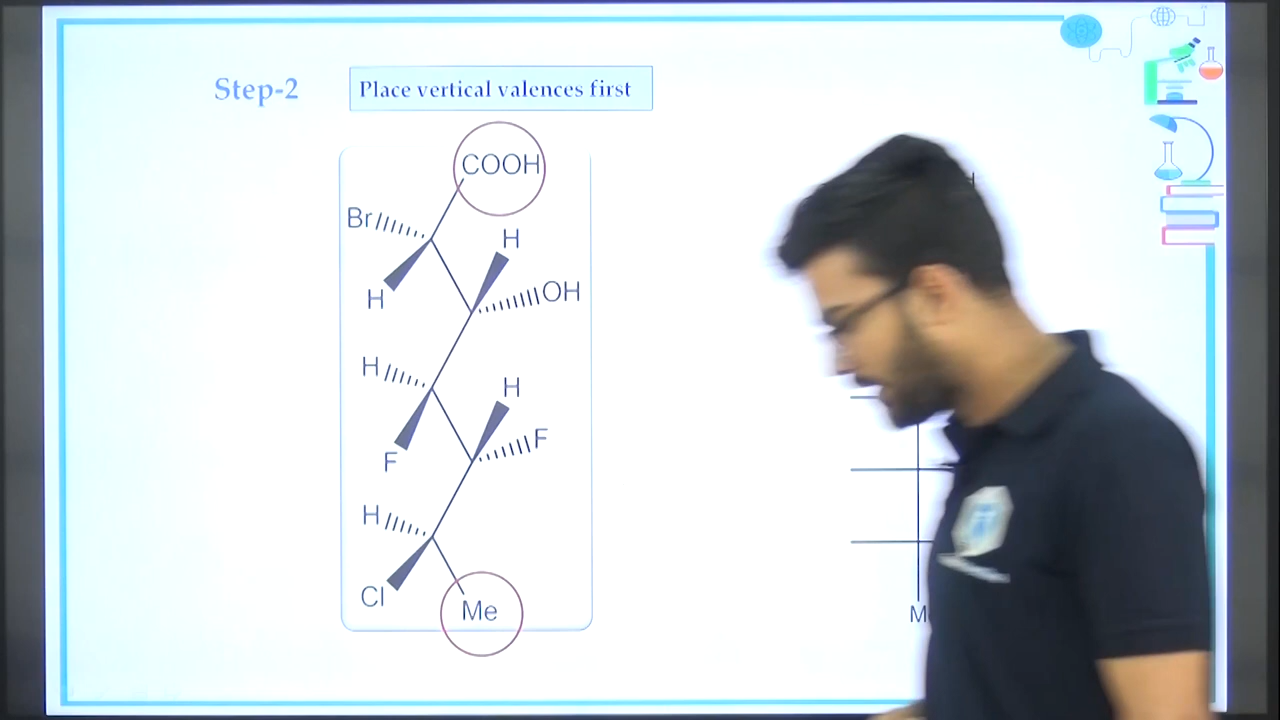 Step-2
Place vertical valences first
COOH
Br
H
H
OH
H
H
F
F
H
Cl
Me